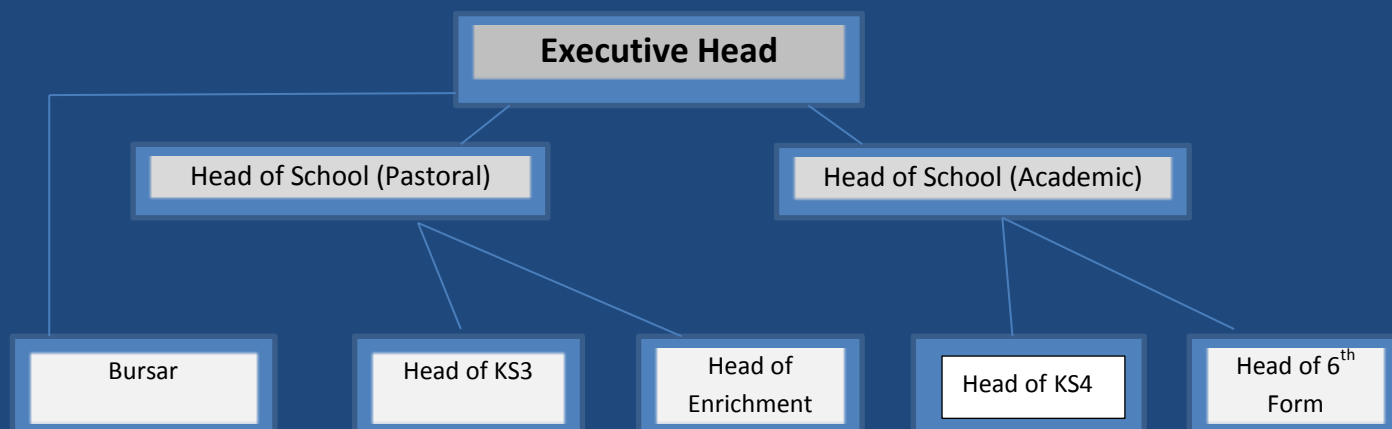 Executive Head
Head of School (Pastoral)
Head of School (Academic)
Bursar
Head of KS3
Head of
Enrichment
Head of KS4
Head of 6th
Form